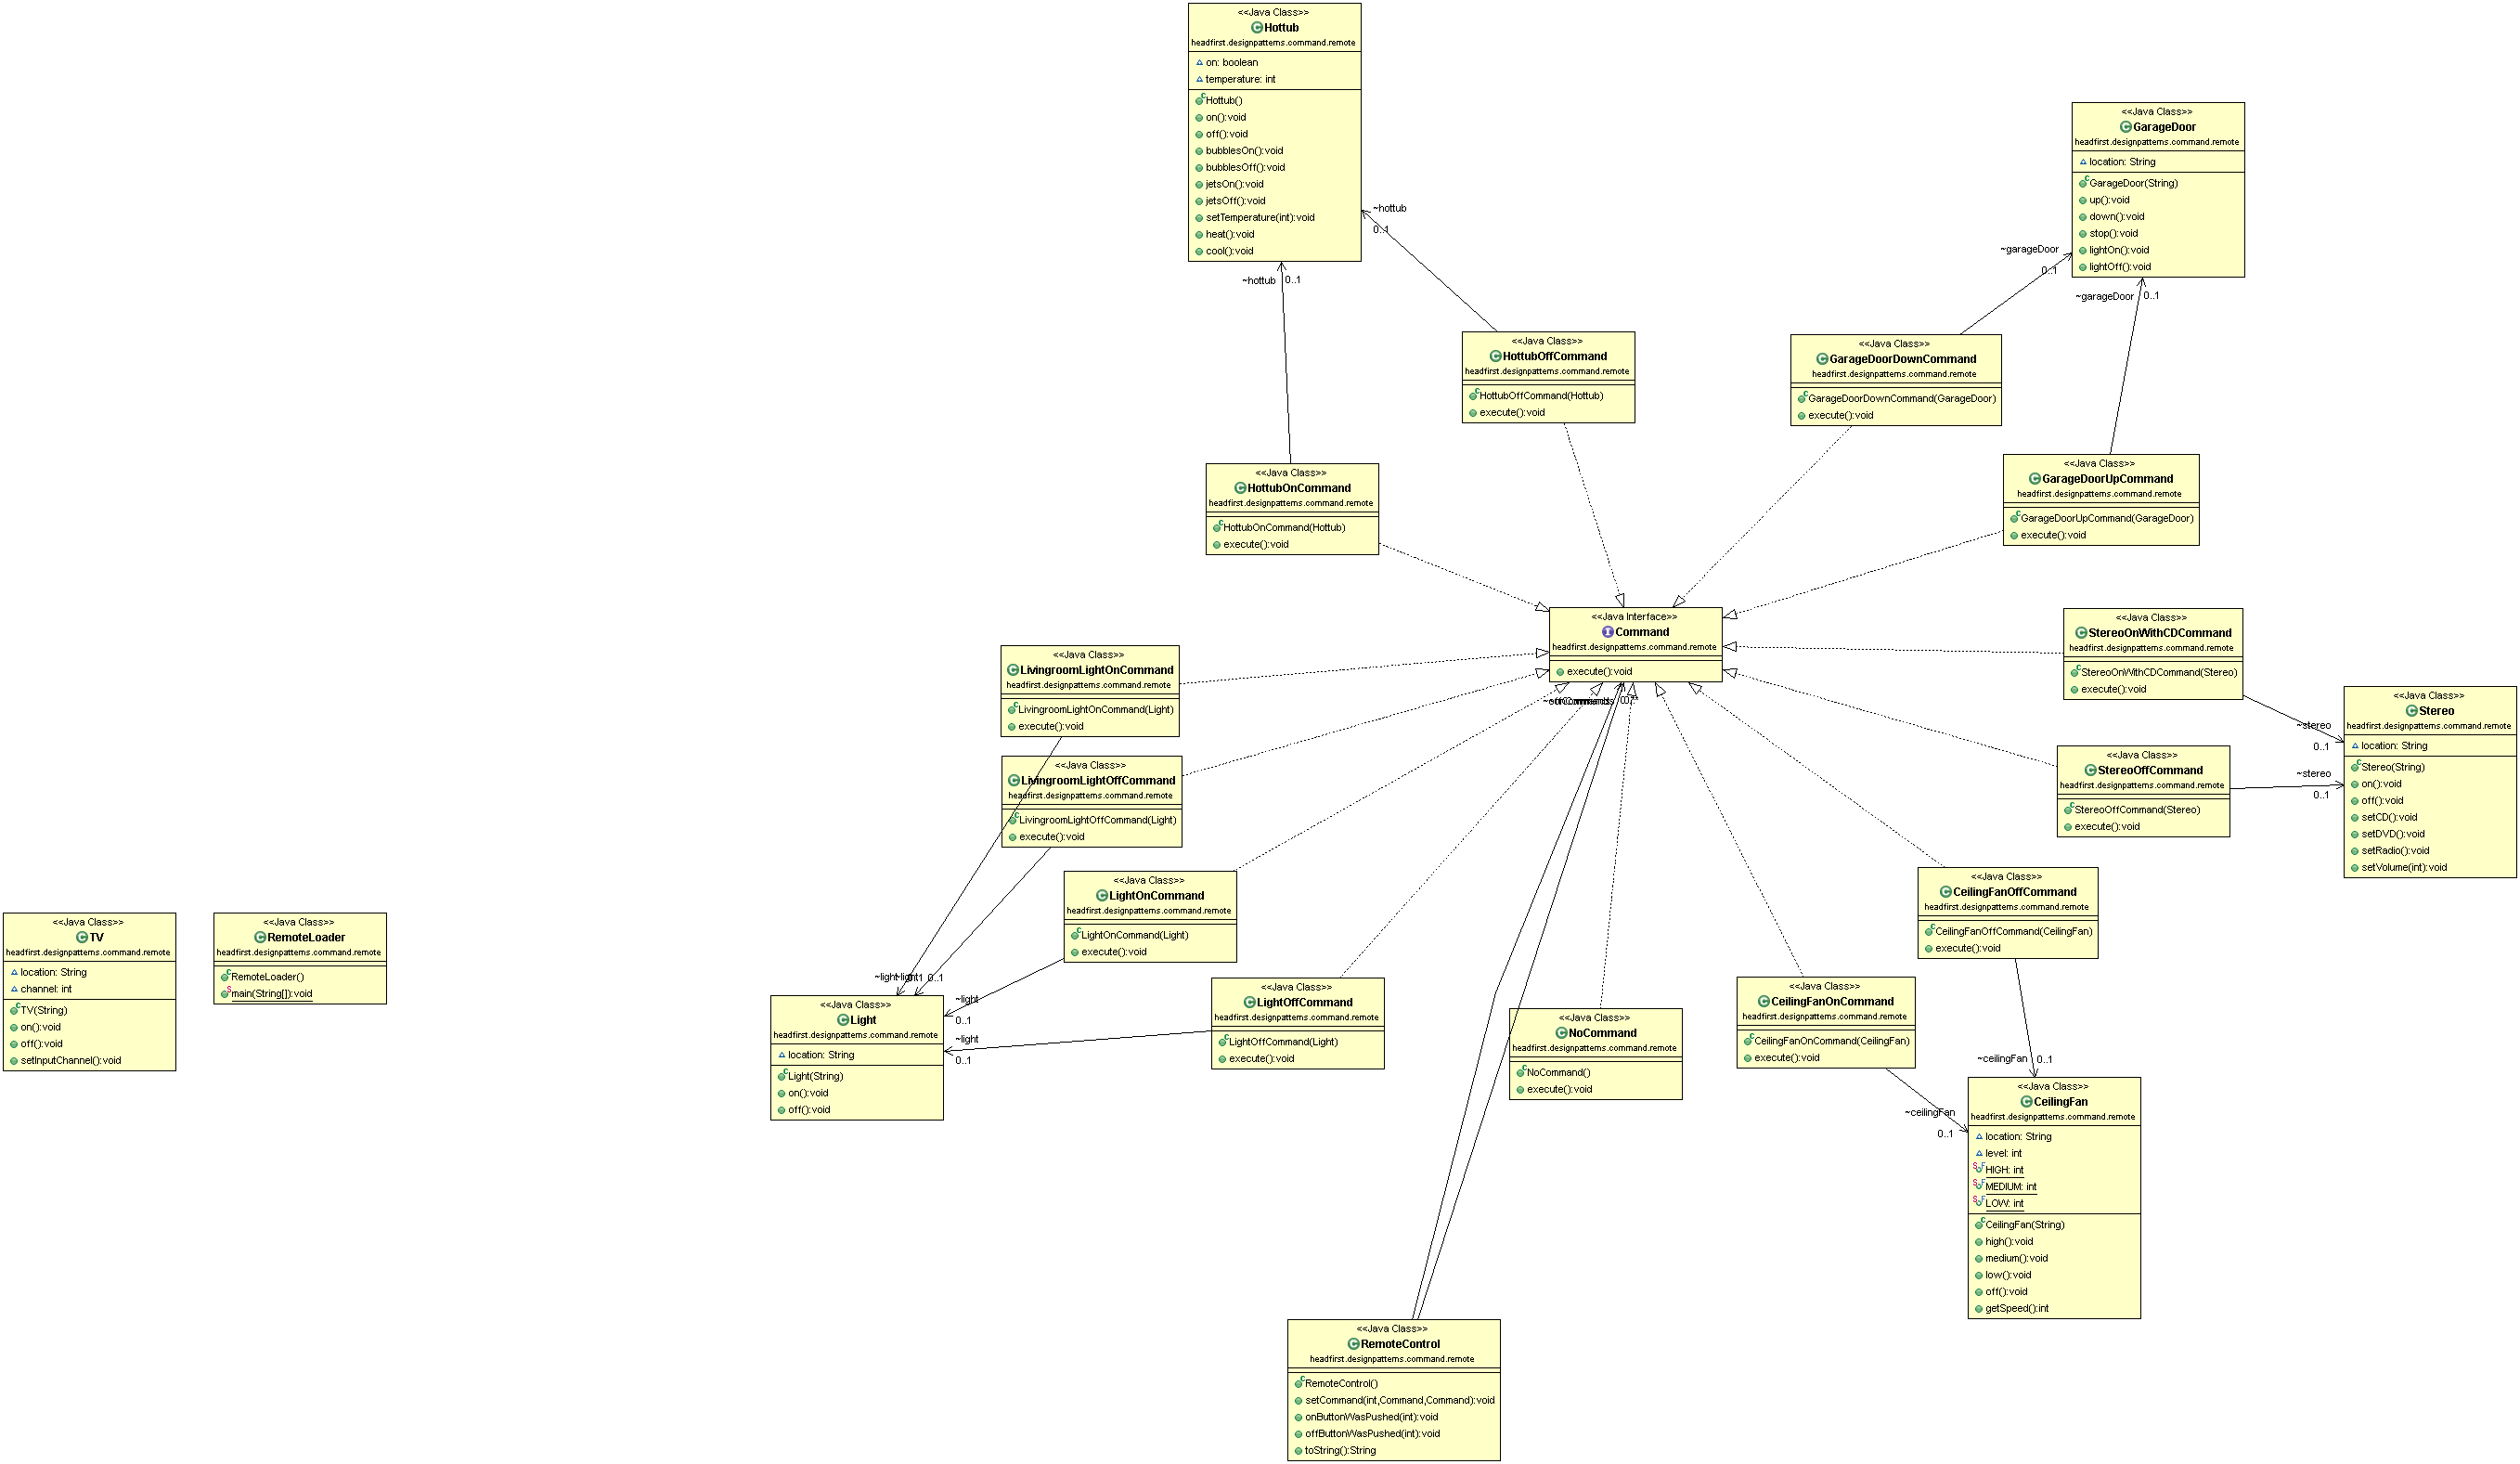 <<Java Class>>
Hottub
headfirst.designpatterns.command.remote
on: boolean
temperature: int
Hottub()
on():void
off():void
bubblesOn():void
bubblesOff():void
jetsOn():void
jetsOff():void
setTemperature(int):void
heat():void
cool():void
<<Java Class>>
GarageDoor
headfirst.designpatterns.command.remote
location: String
GarageDoor(String)
up():void
down():void
stop():void
lightOn():void
lightOff():void
~hottub
0..1
~hottub
0..1
~garageDoor
0..1
~garageDoor
0..1
<<Java Class>>
HottubOffCommand
headfirst.designpatterns.command.remote
HottubOffCommand(Hottub)
execute():void
<<Java Class>>
GarageDoorDownCommand
headfirst.designpatterns.command.remote
GarageDoorDownCommand(GarageDoor)
execute():void
<<Java Class>>
HottubOnCommand
headfirst.designpatterns.command.remote
HottubOnCommand(Hottub)
execute():void
<<Java Class>>
GarageDoorUpCommand
headfirst.designpatterns.command.remote
GarageDoorUpCommand(GarageDoor)
execute():void
<<Java Interface>>
Command
headfirst.designpatterns.command.remote
execute():void
<<Java Class>>
StereoOnWithCDCommand
headfirst.designpatterns.command.remote
StereoOnWithCDCommand(Stereo)
execute():void
<<Java Class>>
LivingroomLightOnCommand
headfirst.designpatterns.command.remote
LivingroomLightOnCommand(Light)
execute():void
<<Java Class>>
Stereo
headfirst.designpatterns.command.remote
location: String
Stereo(String)
on():void
off():void
setCD():void
setDVD():void
setRadio():void
setVolume(int):void
~stereo
0..1
~stereo
0..1
<<Java Class>>
StereoOffCommand
headfirst.designpatterns.command.remote
StereoOffCommand(Stereo)
execute():void
<<Java Class>>
LivingroomLightOffCommand
headfirst.designpatterns.command.remote
LivingroomLightOffCommand(Light)
execute():void
<<Java Class>>
LightOnCommand
headfirst.designpatterns.command.remote
LightOnCommand(Light)
execute():void
<<Java Class>>
CeilingFanOffCommand
headfirst.designpatterns.command.remote
CeilingFanOffCommand(CeilingFan)
execute():void
<<Java Class>>
TV
headfirst.designpatterns.command.remote
location: String
channel: int
TV(String)
on():void
off():void
setInputChannel():void
<<Java Class>>
RemoteLoader
headfirst.designpatterns.command.remote
RemoteLoader()
main(String[]):void
~light
~light
0..1
0..1
~light
0..1
~light
0..1
<<Java Class>>
Light
headfirst.designpatterns.command.remote
location: String
Light(String)
on():void
off():void
<<Java Class>>
LightOffCommand
headfirst.designpatterns.command.remote
LightOffCommand(Light)
execute():void
<<Java Class>>
NoCommand
headfirst.designpatterns.command.remote
NoCommand()
execute():void
<<Java Class>>
CeilingFanOnCommand
headfirst.designpatterns.command.remote
CeilingFanOnCommand(CeilingFan)
execute():void
~ceilingFan
0..1
~ceilingFan
0..1
<<Java Class>>
CeilingFan
headfirst.designpatterns.command.remote
location: String
level: int
HIGH: int
MEDIUM: int
LOW: int
CeilingFan(String)
high():void
medium():void
low():void
off():void
getSpeed():int
<<Java Class>>
RemoteControl
headfirst.designpatterns.command.remote
RemoteControl()
setCommand(int,Command,Command):void
onButtonWasPushed(int):void
offButtonWasPushed(int):void
toString():String